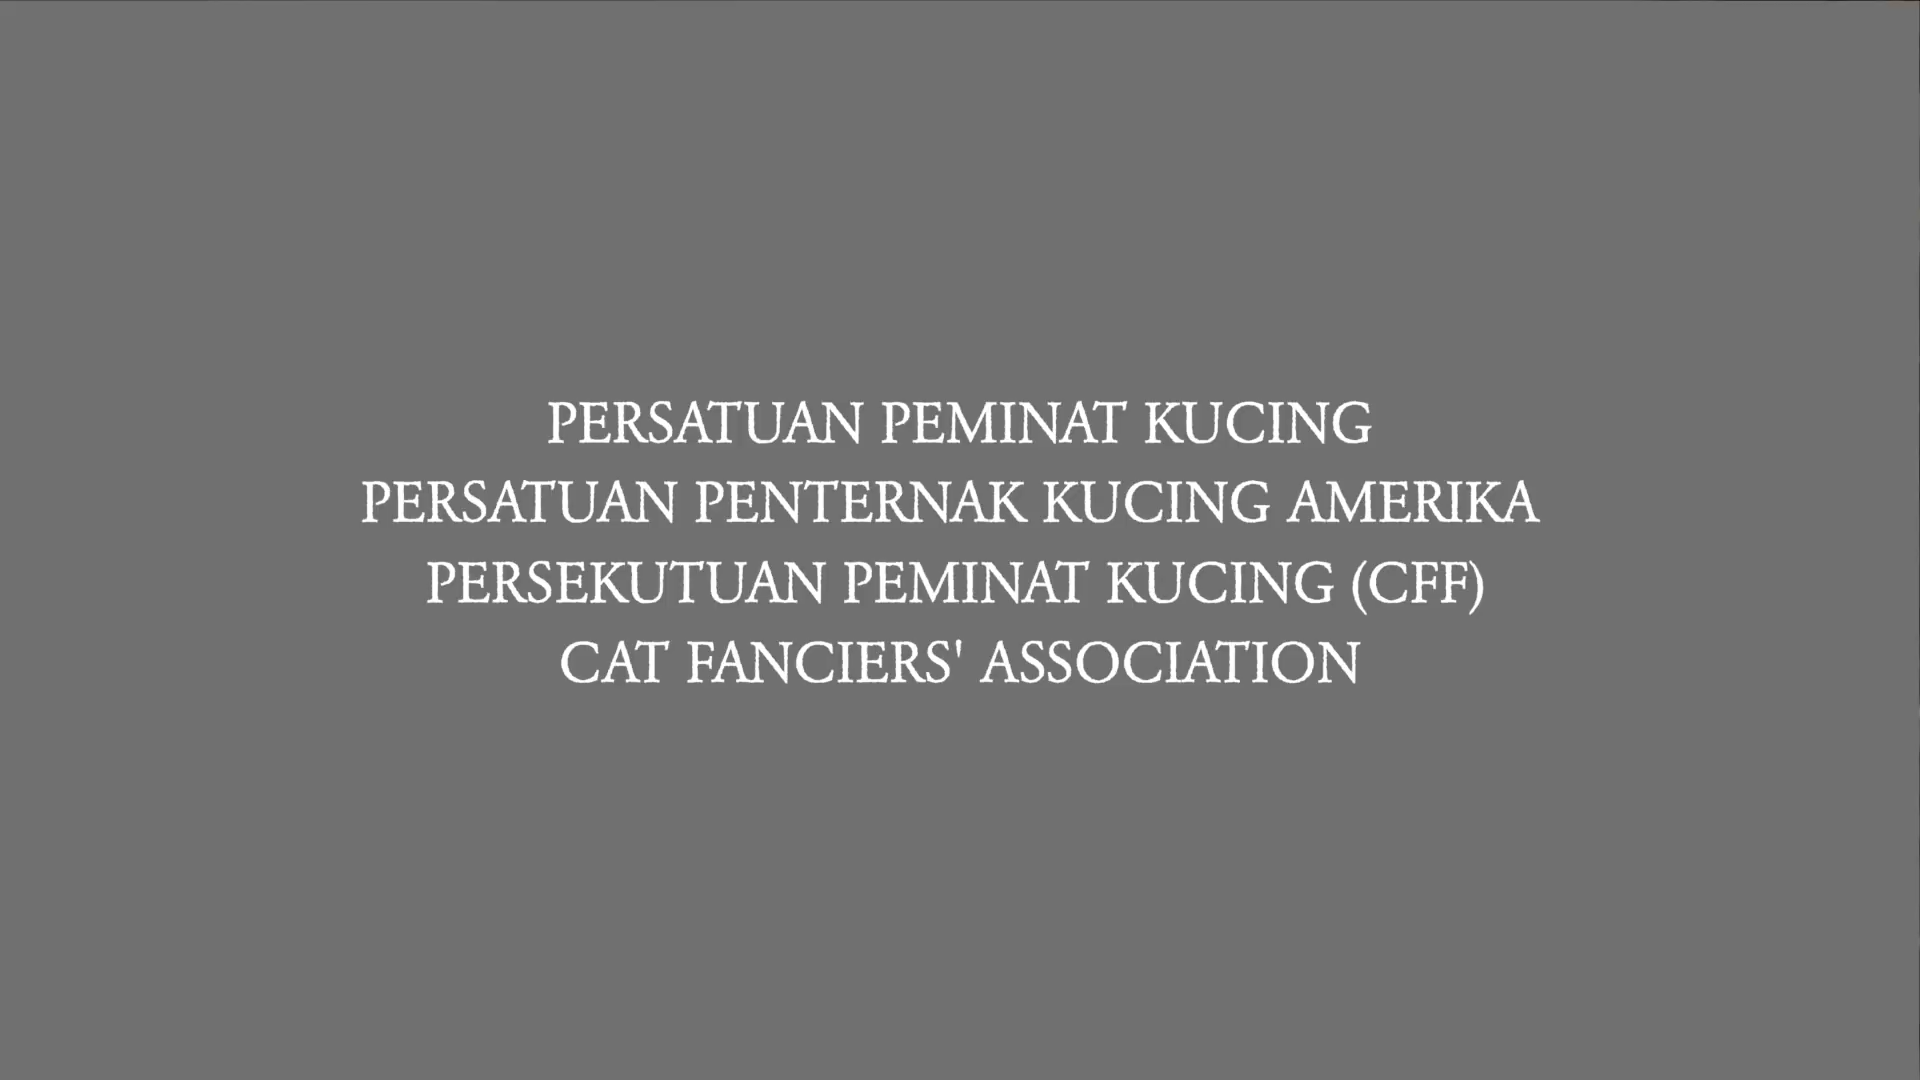 PERSATUAN PEMINAT KUCING
PERSATUAN PENTERNAK KUCING AMERIKA
PERSEKUTUAN PEMINAT KUCING (CFF)
CAT FANCIERS' ASSOCIATION